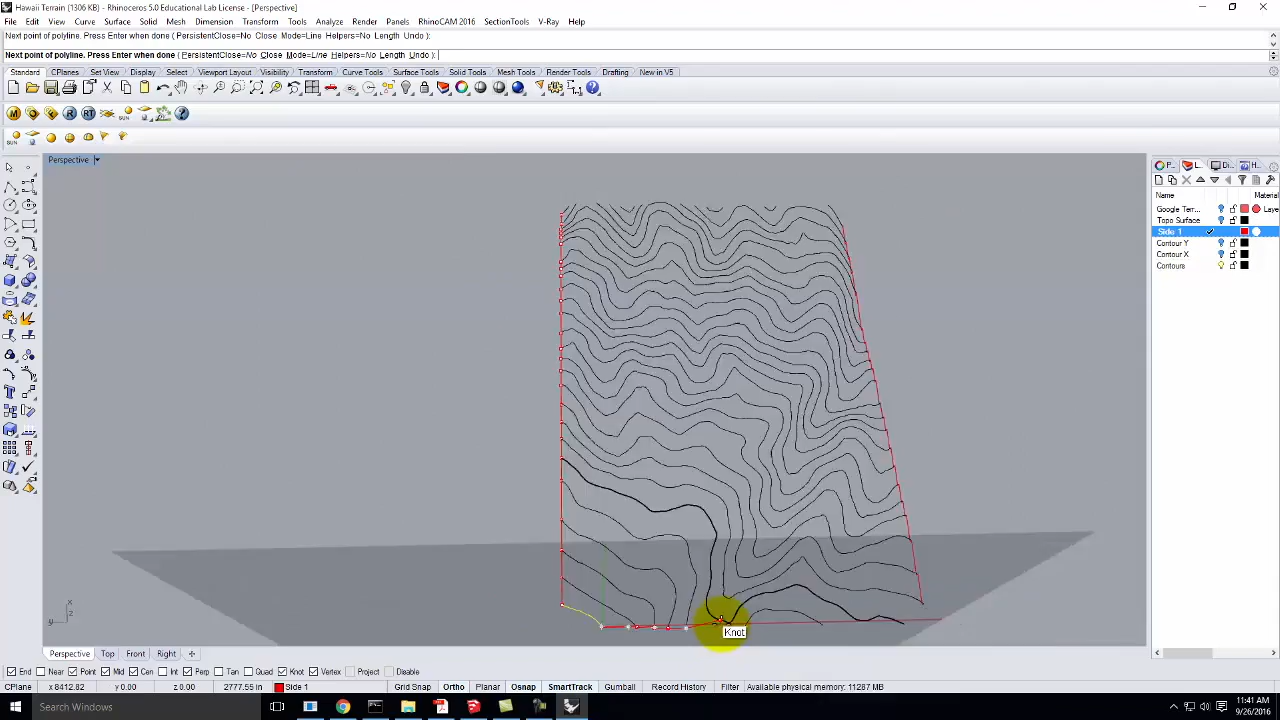 Hawaii Terrain (1306 KB) - Rhinoceros 5.0 Educational Lab License - [Perspective]
File Edit View Curve Surface Solid Mesh Dimension Transform Tools Analyze Render Panels RhinoCAM 2016 SectionTools V-Ray Help
Next point of polyline. Press Enter when done ( PersistentClose=No Close Mode=Line Helpers=No Length Undo ):
Next point of polyline. Press Enter when done ( PersistentClose=No Close Mode=Line Helpers=No Length Undo ):
Standard CPlanes Set View Display Select Viewport Layout Visibility Transform Curve Tools Surface Tools Solid Tools Mesh Tools Render Tools Drafting New in V5
M R RT SUN
SUN
Perspective
P... L... Di... H...
Name Material
Google Terr... Laye
Topo Surface
Side 1
Contour Y
Contour X
Contours
Knot
x
z
y
Perspective Top Front Right
End Near Point Mid Cen Int Perp Tan Quad Knot Vertex Project Disable
CPlane x 8412.82 y 0.00 z 0.00 2777.55 in Side 1 Grid Snap Ortho Planar Osnap SmartTrack Gumball Record History Filter Available physical memory: 11287 MB
Search Windows
11:41 AM
9/26/2016